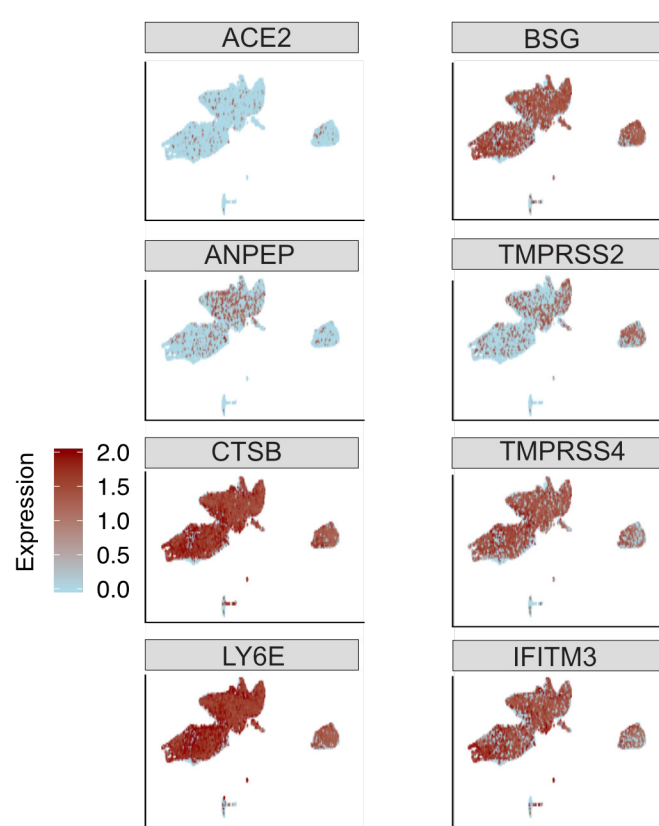 ACE2 BSG
ANPEP TMPRSS2
CTSB TMPRSS4
Expression
2.0
1.5
1.0
0.5
0.0
LY6E IFITM3